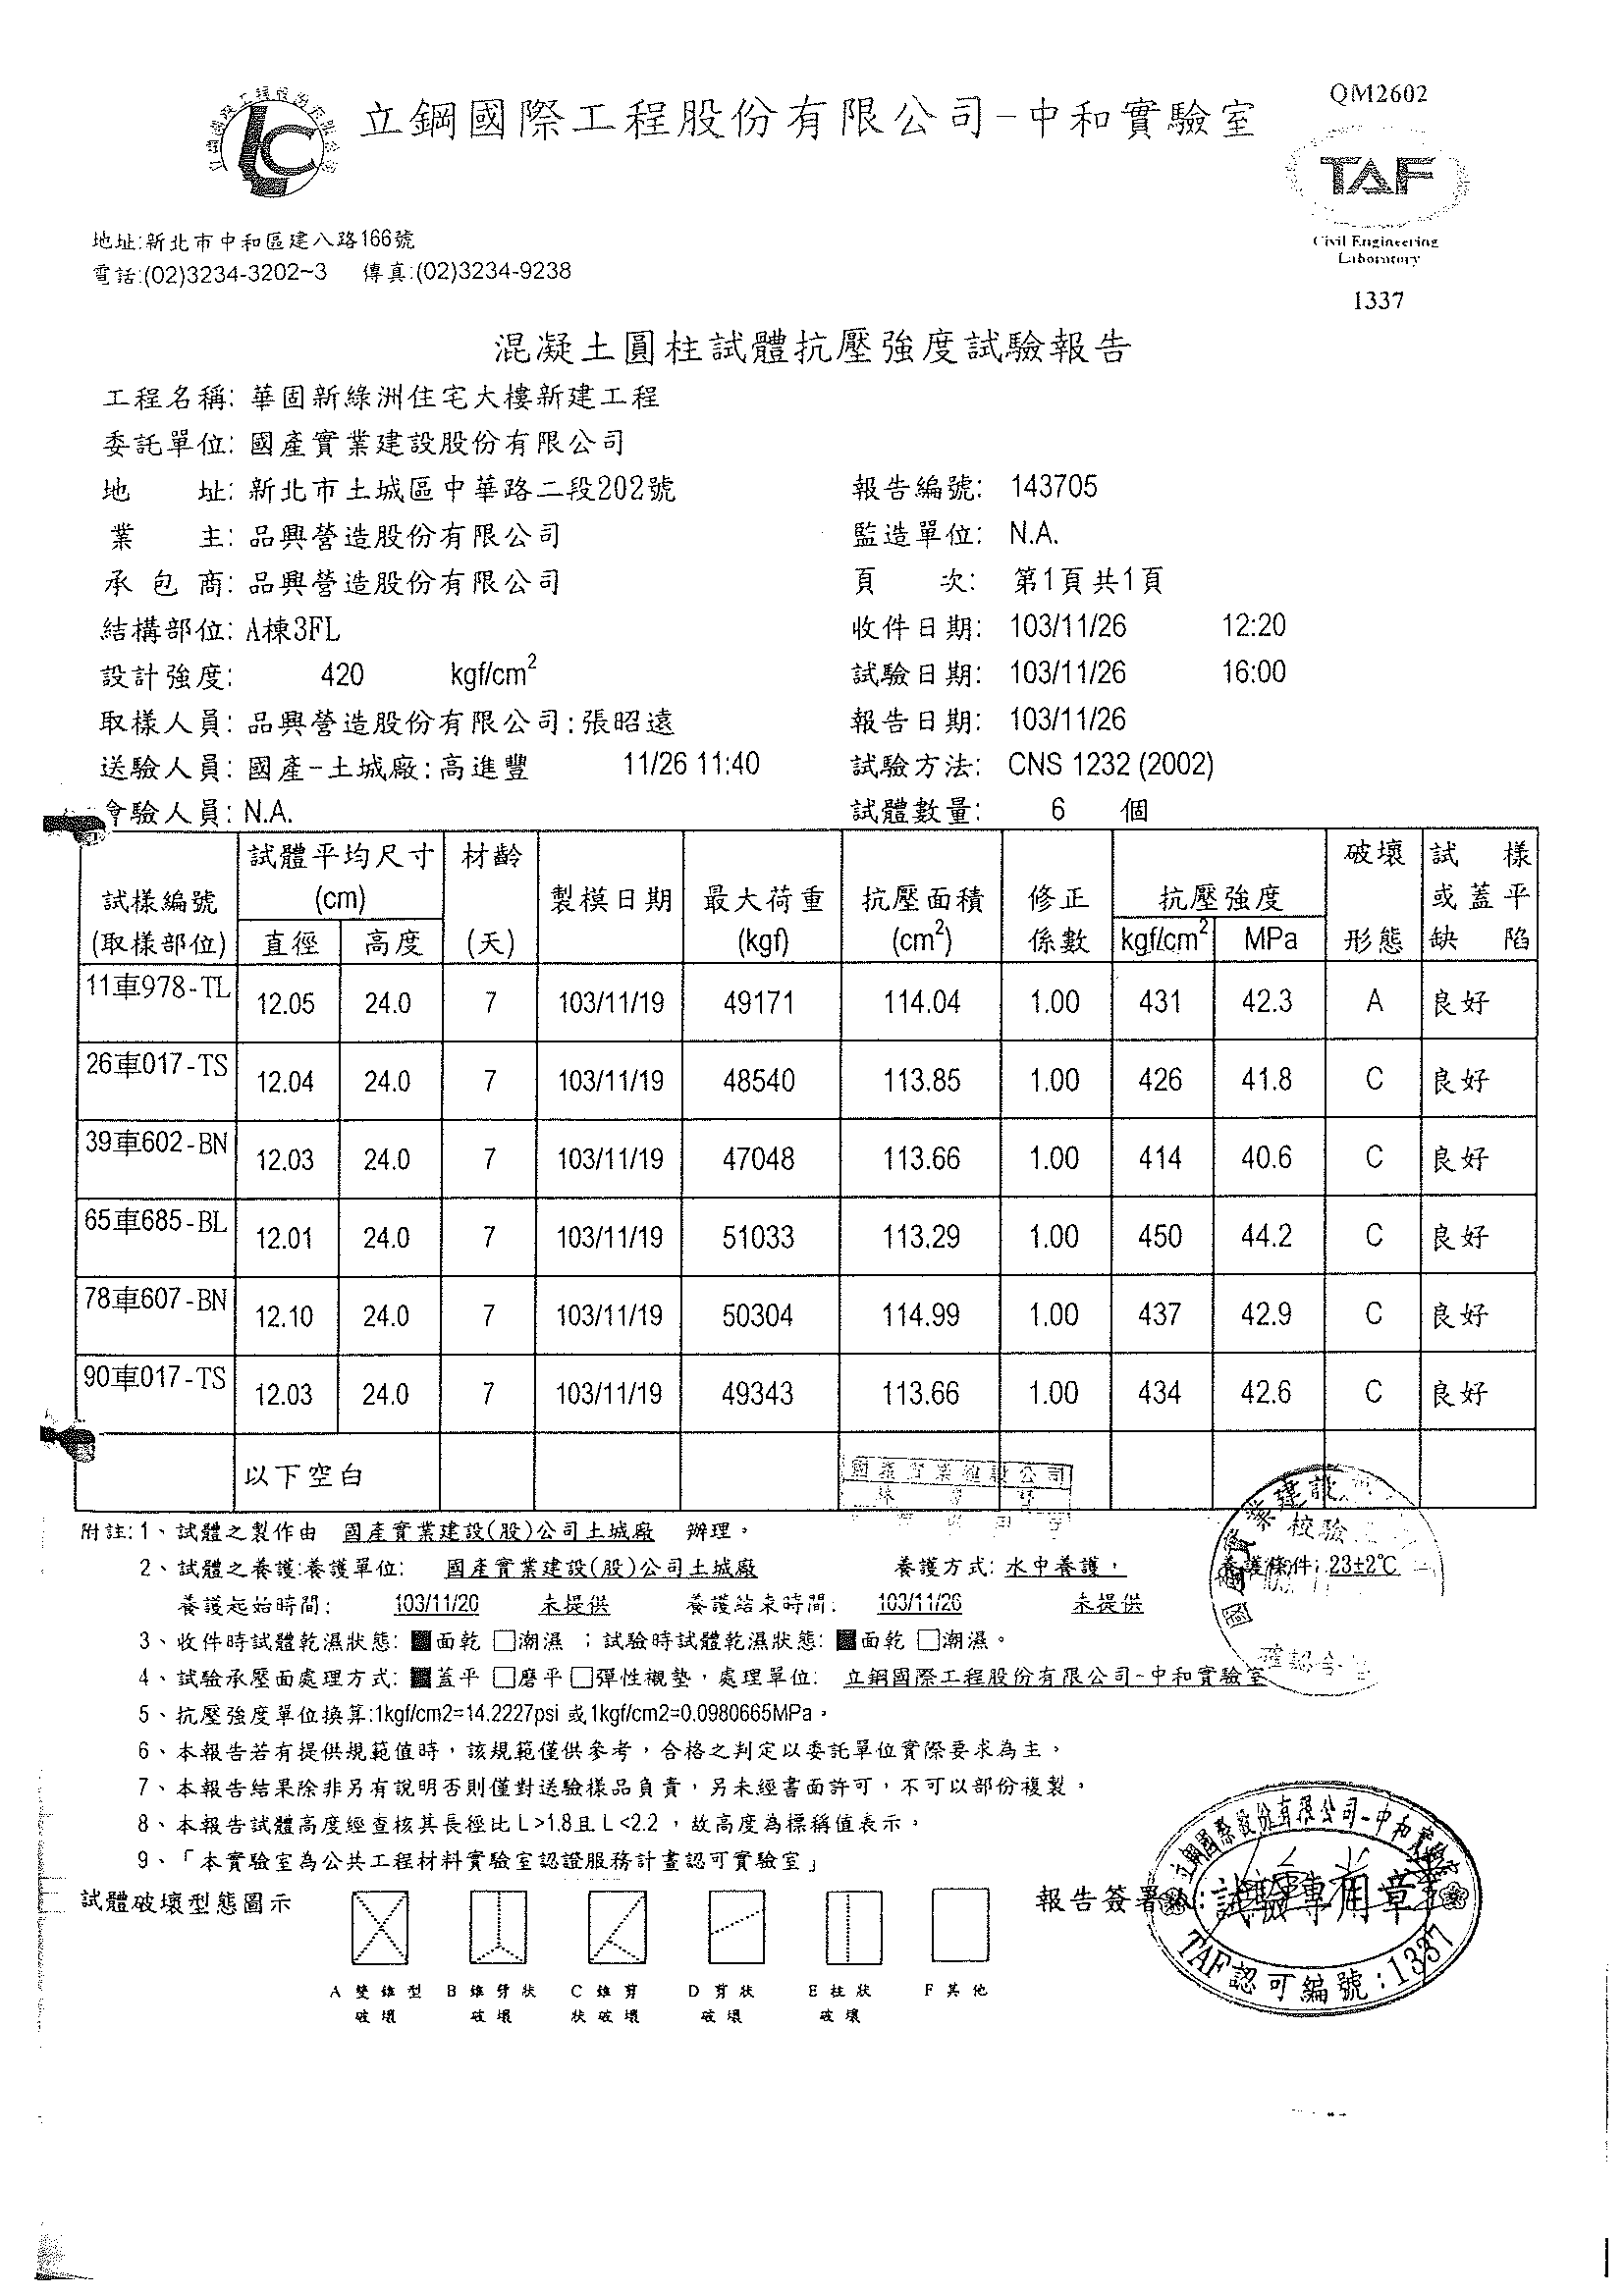 QM2602
立鋼國際工程股份有限公司-中和實驗室
TAF
Civil Engineering
Laboratory
1337
地址:新北市中和區建八路166號
電話:(02)3234-3202~3 傳真:(02)3234-9238
混凝土圓柱試體抗壓強度試驗報告
工程名稱: 華固新綠洲住宅大樓新建工程
委託單位: 國產實業建設股份有限公司
地 址: 新北市土城區中華路二段202號 報告編號: 143705
業 主: 品興營造股份有限公司 監造單位: N.A.
承 包 商: 品興營造股份有限公司 頁 次: 第1頁共1頁
結構部位: A棟3FL 收件日期: 103/11/26 12:20
設計強度: 420 kgf/cm² 試驗日期: 103/11/26 16:00
取樣人員: 品興營造股份有限公司:張昭遠 報告日期: 103/11/26
送驗人員: 國產-土城廠:高進豐 11/26 11:40 試驗方法: CNS 1232 (2002)
會驗人員: N.A. 試體數量: 6 個
試樣編號 (取樣部位) 試體平均尺寸 (cm) 直徑 高度 材齡 (天) 製模日期 最大荷重 (kgf) 抗壓面積 (cm²) 修正係數 抗壓強度 kgf/cm² MPa 破壞形態 試樣或蓋平缺陷
11車978-TL 12.05 24.0 7 103/11/19 49171 114.04 1.00 431 42.3 A 良好
26車017-TS 12.04 24.0 7 103/11/19 48540 113.85 1.00 426 41.8 C 良好
39車602-BN 12.03 24.0 7 103/11/19 47048 113.66 1.00 414 40.6 C 良好
65車685-BL 12.01 24.0 7 103/11/19 51033 113.29 1.00 450 44.2 C 良好
78車607-BN 12.10 24.0 7 103/11/19 50304 114.99 1.00 437 42.9 C 良好
90車017-TS 12.03 24.0 7 103/11/19 49343 113.66 1.00 434 42.6 C 良好
以下空白
國產實業建設公司
附註:1、試體之製作由 國產實業建設(股)公司土城廠 辦理。
2、試體之養護:養護單位: 國產實業建設(股)公司土城廠 養護方式: 水中養護, 養護條件: 23±2℃
養護起始時間: 103/11/20 未提供 養護結束時間: 103/11/26 未提供
3、收件時試體乾濕狀態: ■面乾 □潮濕 ;試驗時試體乾濕狀態: ■面乾 □潮濕。
4、試驗承壓面處理方式: ■蓋平 □磨平 □彈性襯墊,處理單位: 立鋼國際工程股份有限公司-中和實驗室
5、抗壓強度單位換算:1kgf/cm2=14.2227psi 或1kgf/cm2=0.0980665MPa。
6、本報告若有提供規範值時,該規範僅供參考,合格之判定以委託單位實際要求為主。
7、本報告結果除非另有說明否則僅對送驗樣品負責,另未經書面許可,不可以部份複製。
8、本報告試體高度經查核其長徑比 L>1.8且 L<2.2 ,故高度為標稱值表示。
9、「本實驗室為公共工程材料實驗室認證服務計畫認可實驗室」
試體破壞型態圖示
A 雙錐型破壞 B 錐劈狀破壞 C 錐剪狀破壞 D 剪狀破壞 E 柱狀破壞 F 其他
報告簽署人:
立鋼國際股份有限公司-中和實驗室
試驗專用章
TAF認可編號:1337